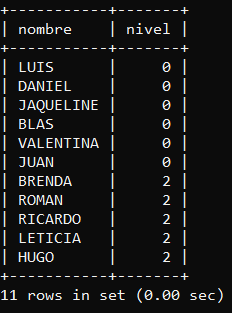 +-----------+-------+
| nombre    | nivel |
+-----------+-------+
| LUIS      |     0 |
| DANIEL    |     0 |
| JAQUELINE |     0 |
| BLAS      |     0 |
| VALENTINA |     0 |
| JUAN      |     0 |
| BRENDA    |     2 |
| ROMAN     |     2 |
| RICARDO   |     2 |
| LETICIA   |     2 |
| HUGO      |     2 |
+-----------+-------+
11 rows in set (0.00 sec)